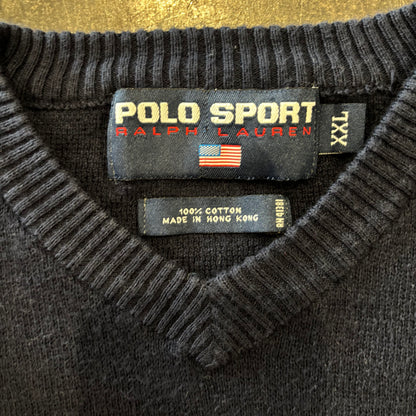 POLO SPORT
RALPH LAUREN
XXL
100% COTTON
MADE IN HONG KONG